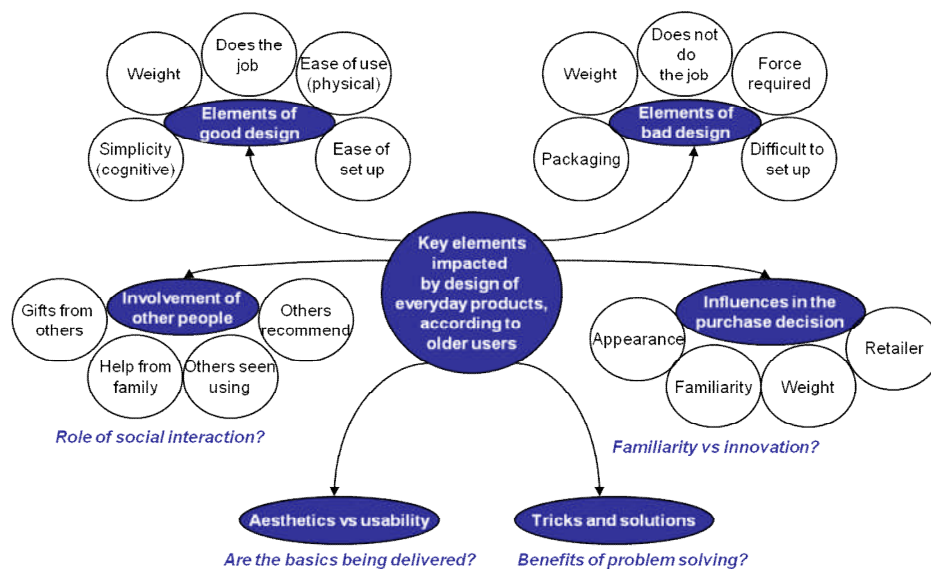 Does the
job
Weight
Ease of use
(physical)
Elements of
good design
Simplicity
(cognitive)
Ease of
set up
Does not
do
the job
Weight
Force
required
Elements of
bad design
Packaging
Difficult to
set up
Key elements
impacted
by design of
everyday products,
according to
older users
Involvement of
other people
Gifts from
others
Others
recommend
Help from
family
Others seen
using
Role of social interaction?
Influences in the
purchase decision
Appearance
Retailer
Familiarity
Weight
Familiarity vs innovation?
Aesthetics vs usability
Are the basics being delivered?
Tricks and solutions
Benefits of problem solving?